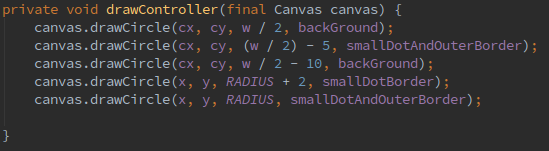 private void drawController(final Canvas canvas) {
    canvas.drawCircle(cx, cy, w / 2, backGround);
    canvas.drawCircle(cx, cy, (w / 2) - 5, smallDotAndOuterBorder);
    canvas.drawCircle(cx, cy, w / 2 - 10, backGround);
    canvas.drawCircle(x, y, RADIUS + 2, smallDotBorder);
    canvas.drawCircle(x, y, RADIUS, smallDotAndOuterBorder);
}